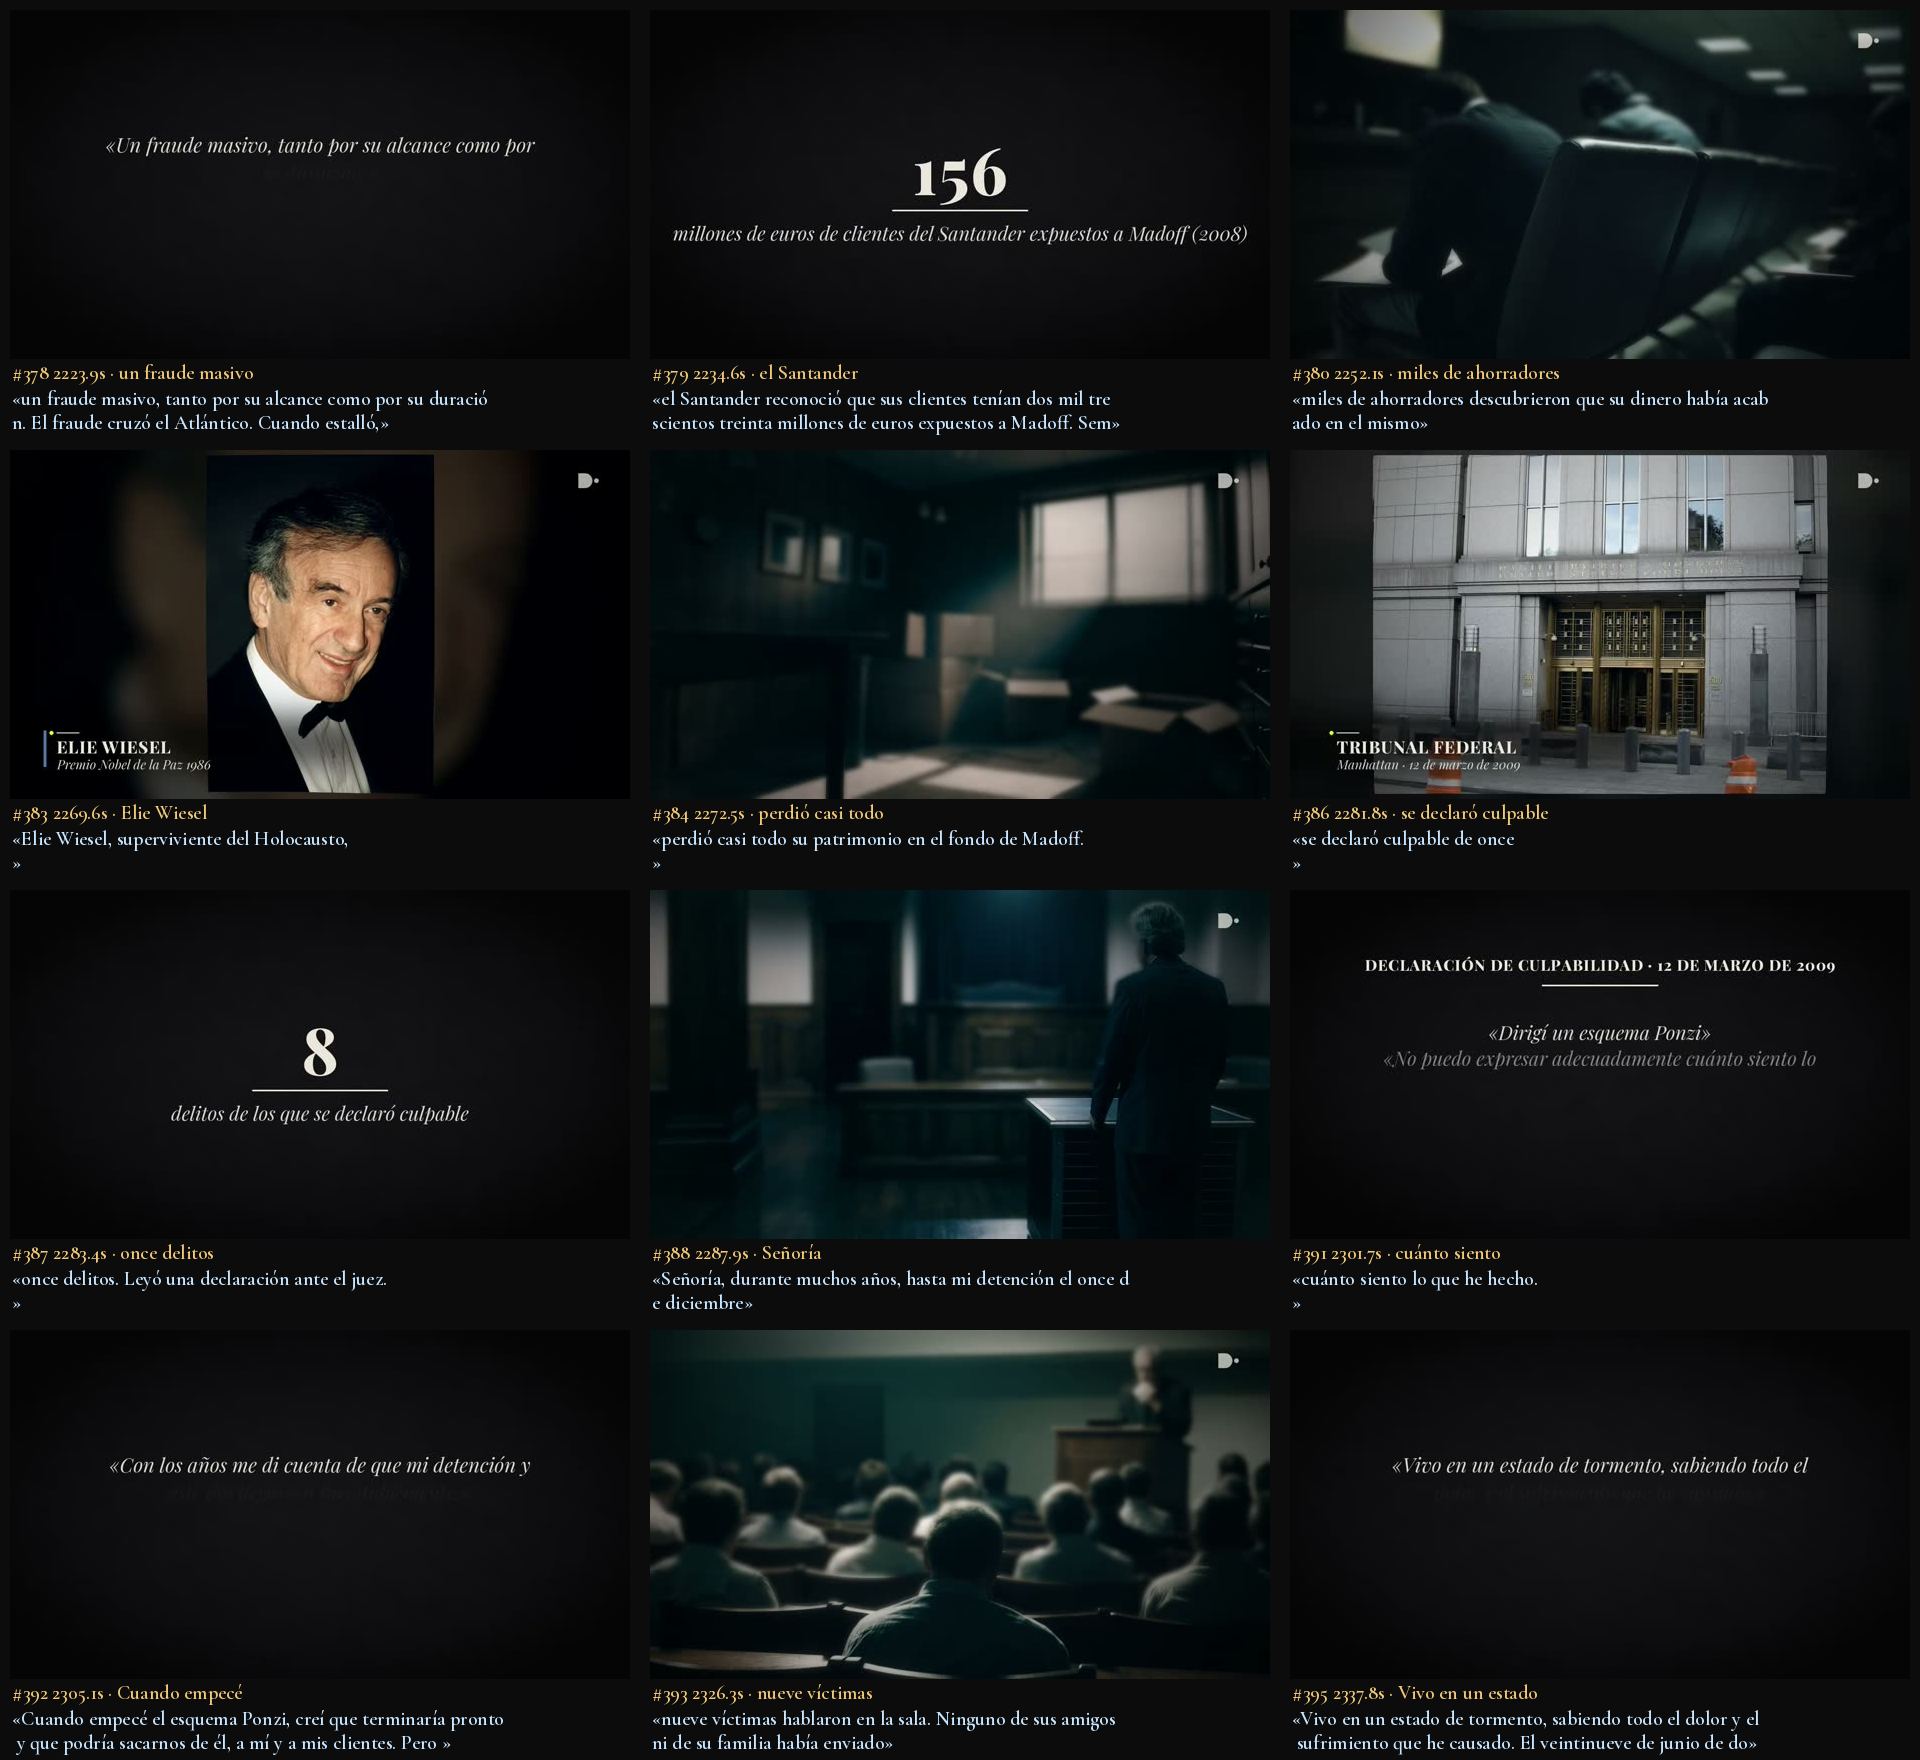 «Un fraude masivo, tanto por su alcance como por
156
millones de euros de clientes del Santander expuestos a Madoff (2008)
#378 2223.9s · un fraude masivo
«un fraude masivo, tanto por su alcance como por su duració
n. El fraude cruzó el Atlántico. Cuando estalló,»
#379 2234.6s · el Santander
«el Santander reconoció que sus clientes tenían dos mil tre
scientos treinta millones de euros expuestos a Madoff. Sem»
#380 2252.1s · miles de ahorradores
«miles de ahorradores descubrieron que su dinero había acab
ado en el mismo»
ELIE WIESEL
Premio Nobel de la Paz 1986
TRIBUNAL FEDERAL
Manhattan · 12 de marzo de 2009
#383 2269.6s · Elie Wiesel
«Elie Wiesel, superviviente del Holocausto,
»
#384 2272.5s · perdió casi todo
«perdió casi todo su patrimonio en el fondo de Madoff.
»
#386 2281.8s · se declaró culpable
«se declaró culpable de once
»
8
delitos de los que se declaró culpable
DECLARACIÓN DE CULPABILIDAD · 12 DE MARZO DE 2009
«Dirigí un esquema Ponzi»
«No puedo expresar adecuadamente cuánto siento lo
#387 2283.4s · once delitos
«once delitos. Leyó una declaración ante el juez.
»
#388 2287.9s · Señoría
«Señoría, durante muchos años, hasta mi detención el once d
e diciembre»
#391 2301.7s · cuánto siento
«cuánto siento lo que he hecho.
»
«Con los años me di cuenta de que mi detención y
«Vivo en un estado de tormento, sabiendo todo el
#392 2305.1s · Cuando empecé
«Cuando empecé el esquema Ponzi, creí que terminaría pronto
y que podría sacarnos de él, a mí y a mis clientes. Pero »
#393 2326.3s · nueve víctimas
«nueve víctimas hablaron en la sala. Ninguno de sus amigos
ni de su familia había enviado»
#395 2337.8s · Vivo en un estado
«Vivo en un estado de tormento, sabiendo todo el dolor y el
sufrimiento que he causado. El veintinueve de junio de do»